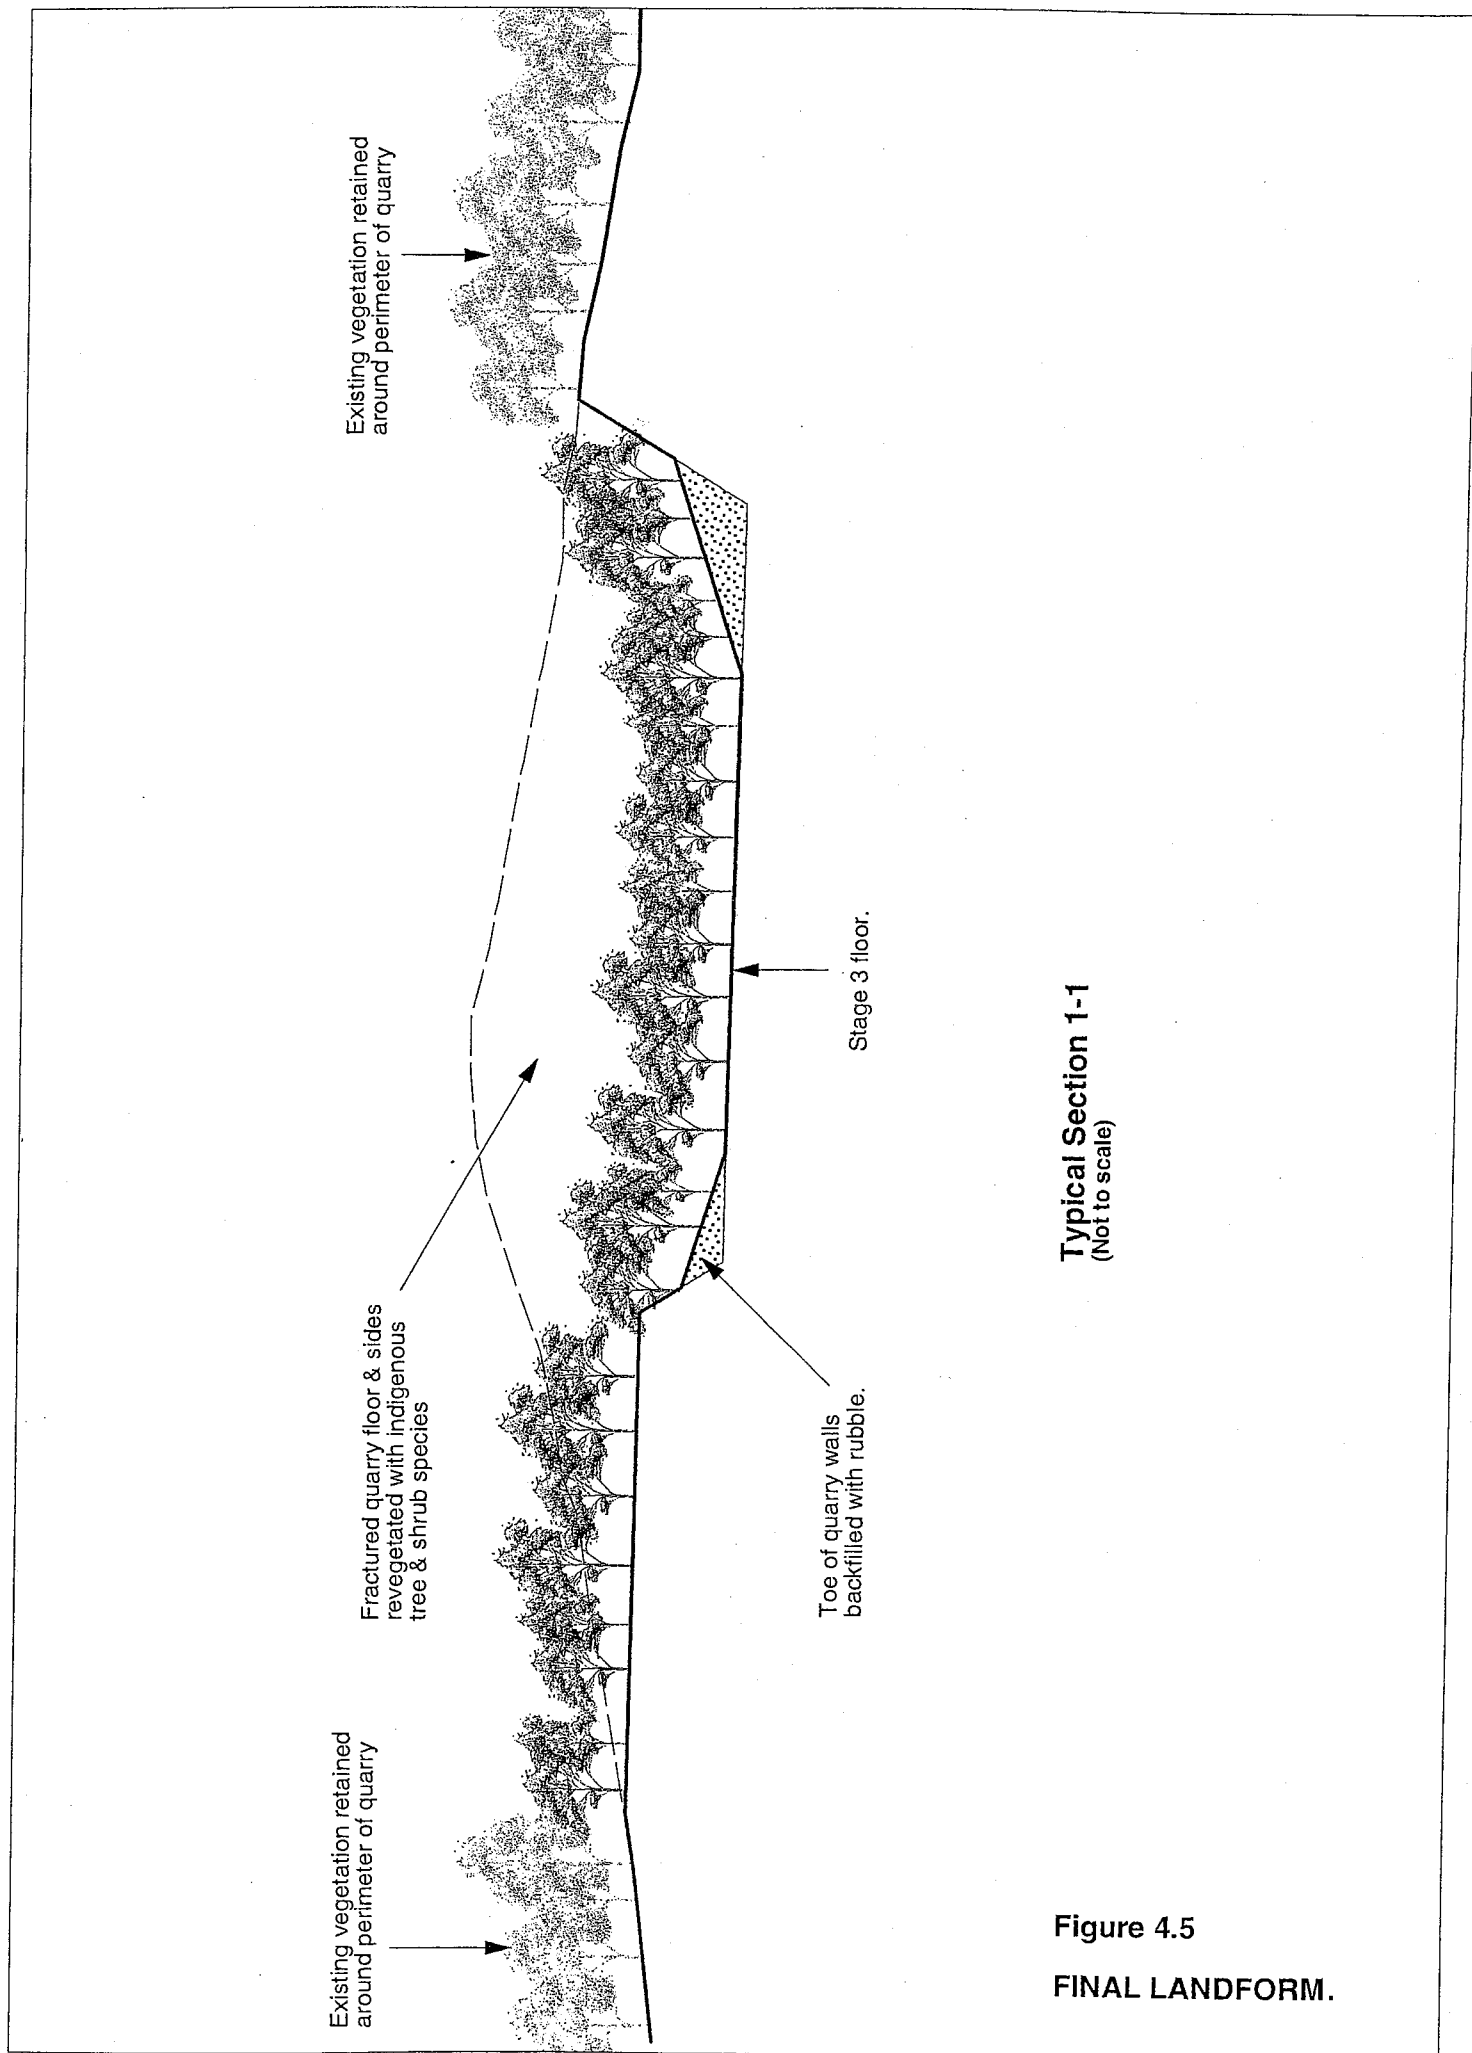 Existing vegetation retained
around perimeter of quarry
Fractured quarry floor & sides
revegetated with indigenous
tree & shrub species
Existing vegetation retained
around perimeter of quarry
Toe of quarry walls
backfilled with rubble.
Stage 3 floor.
Typical Section 1-1
(Not to scale)
Figure 4.5
FINAL LANDFORM.